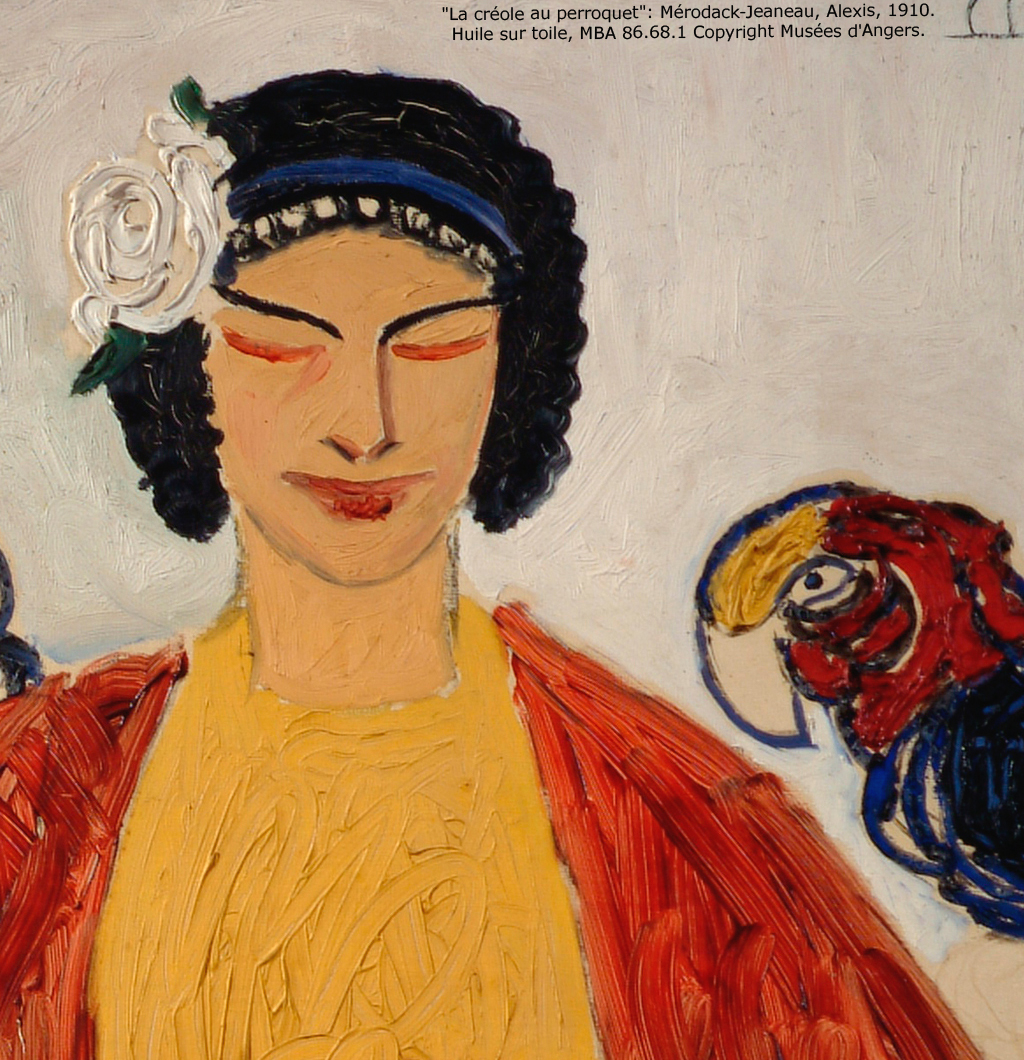 "La créole au perroquet": Mérodack-Jeaneau, Alexis, 1910.
Huile sur toile, MBA 86.68.1 Copyright Musées d'Angers.